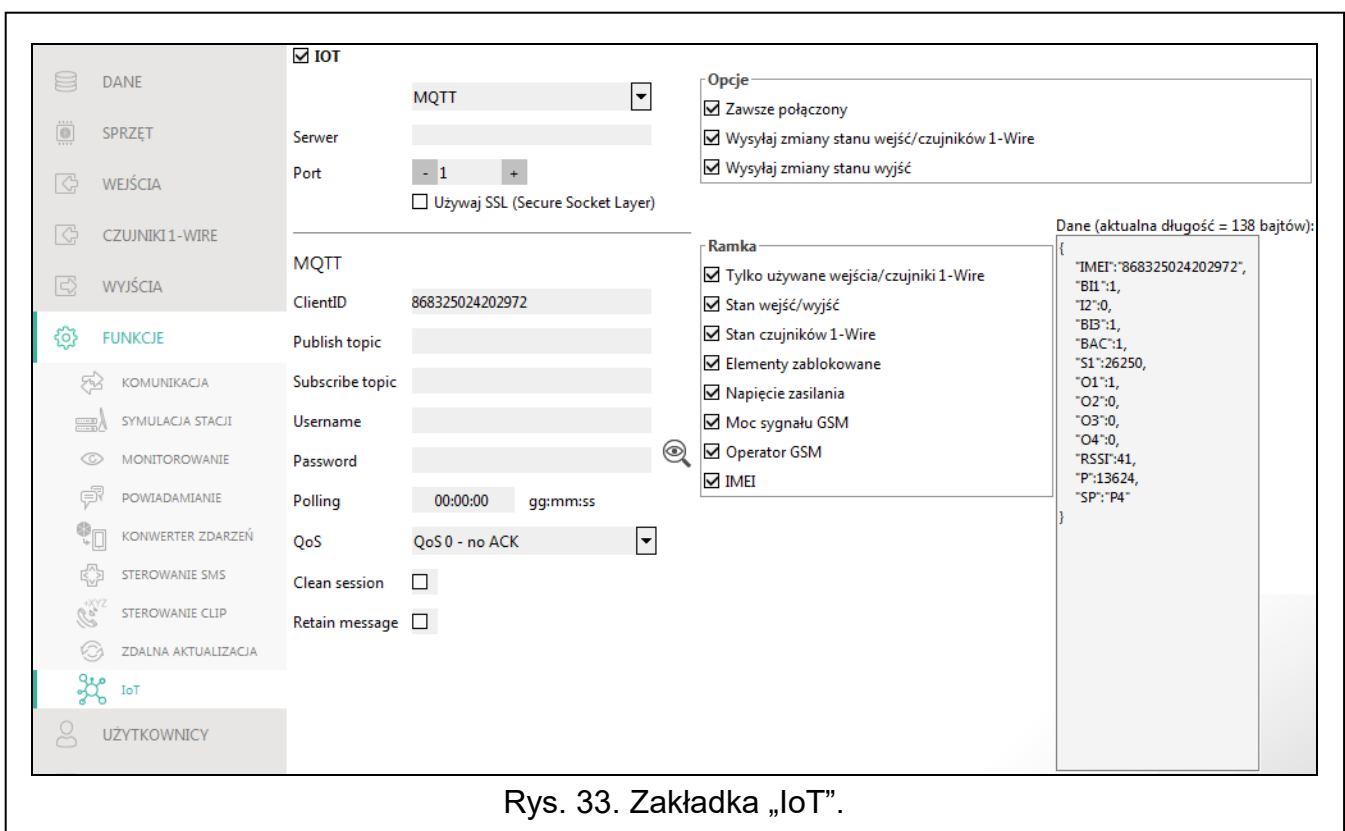 DANE
SPRZĘT
WEJŚCIA
CZUJNIKI 1-WIRE
WYJŚCIA
FUNKCJE
KOMUNIKACJA
SYMULACJA STACJI
MONITOROWANIE
POWIADAMIANIE
KONWERTER ZDARZEŃ
STEROWANIE SMS
+XYZ
STEROWANIE CLIP
ZDALNA AKTUALIZACJA
IoT
UŻYTKOWNICY
IOT
MQTT
Serwer
Port - 1 +
Używaj SSL (Secure Socket Layer)
MQTT
ClientID 868325024202972
Publish topic
Subscribe topic
Username
Password
Polling 00:00:00 gg:mm:ss
QoS QoS 0 - no ACK
Clean session
Retain message
Opcje
Zawsze połączony
Wysyłaj zmiany stanu wejść/czujników 1-Wire
Wysyłaj zmiany stanu wyjść
Ramka
Tylko używane wejścia/czujniki 1-Wire
Stan wejść/wyjść
Stan czujników 1-Wire
Elementy zablokowane
Napięcie zasilania
Moc sygnału GSM
Operator GSM
IMEI
Dane (aktualna długość = 138 bajtów):
{
"IMEI":"868325024202972",
"BI1":1,
"I2":0,
"BI3":1,
"BAC":1,
"S1":26250,
"O1":1,
"O2":0,
"O3":0,
"O4":0,
"RSSI":41,
"P":13624,
"SP":"P4"
}
Rys. 33. Zakładka „IoT”.